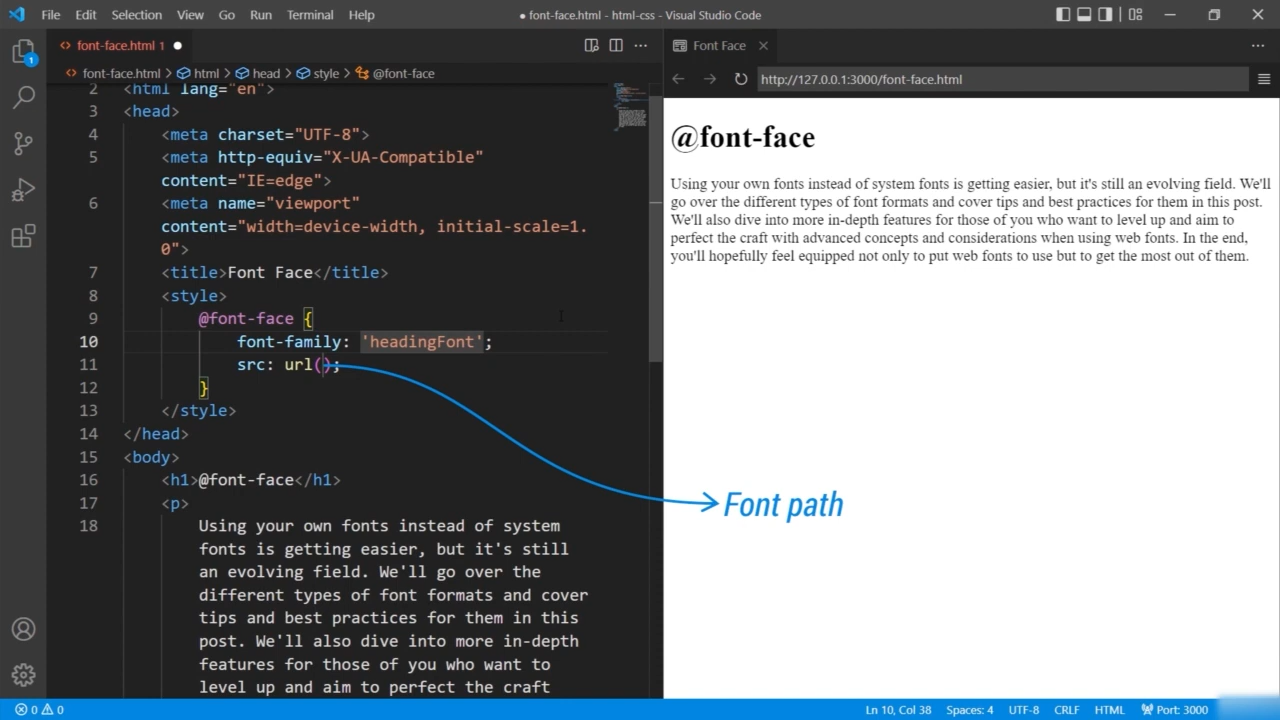 File Edit Selection View Go Run Terminal Help
● font-face.html - html-css - Visual Studio Code
font-face.html 1 ●
font-face.html > html > head > style > @font-face
2 <html lang="en">
3 <head>
4 <meta charset="UTF-8">
5 <meta http-equiv="X-UA-Compatible"
content="IE=edge">
6 <meta name="viewport"
content="width=device-width, initial-scale=1.
0">
7 <title>Font Face</title>
8 <style>
9 @font-face {
10 font-family: 'headingFont';
11 src: url();
12 }
13 </style>
14 </head>
15 <body>
16 <h1>@font-face</h1>
17 <p>
18 Using your own fonts instead of system
fonts is getting easier, but it's still
an evolving field. We'll go over the
different types of font formats and cover
tips and best practices for them in this
post. We'll also dive into more in-depth
features for those of you who want to
level up and aim to perfect the craft
Font Face
http://127.0.0.1:3000/font-face.html
@font-face
Using your own fonts instead of system fonts is getting easier, but it's still an evolving field. We'll
go over the different types of font formats and cover tips and best practices for them in this post.
We'll also dive into more in-depth features for those of you who want to level up and aim to
perfect the craft with advanced concepts and considerations when using web fonts. In the end,
you'll hopefully feel equipped not only to put web fonts to use but to get the most out of them.
Font path
1
0 0
Ln 10, Col 38 Spaces: 4 UTF-8 CRLF HTML Port: 3000